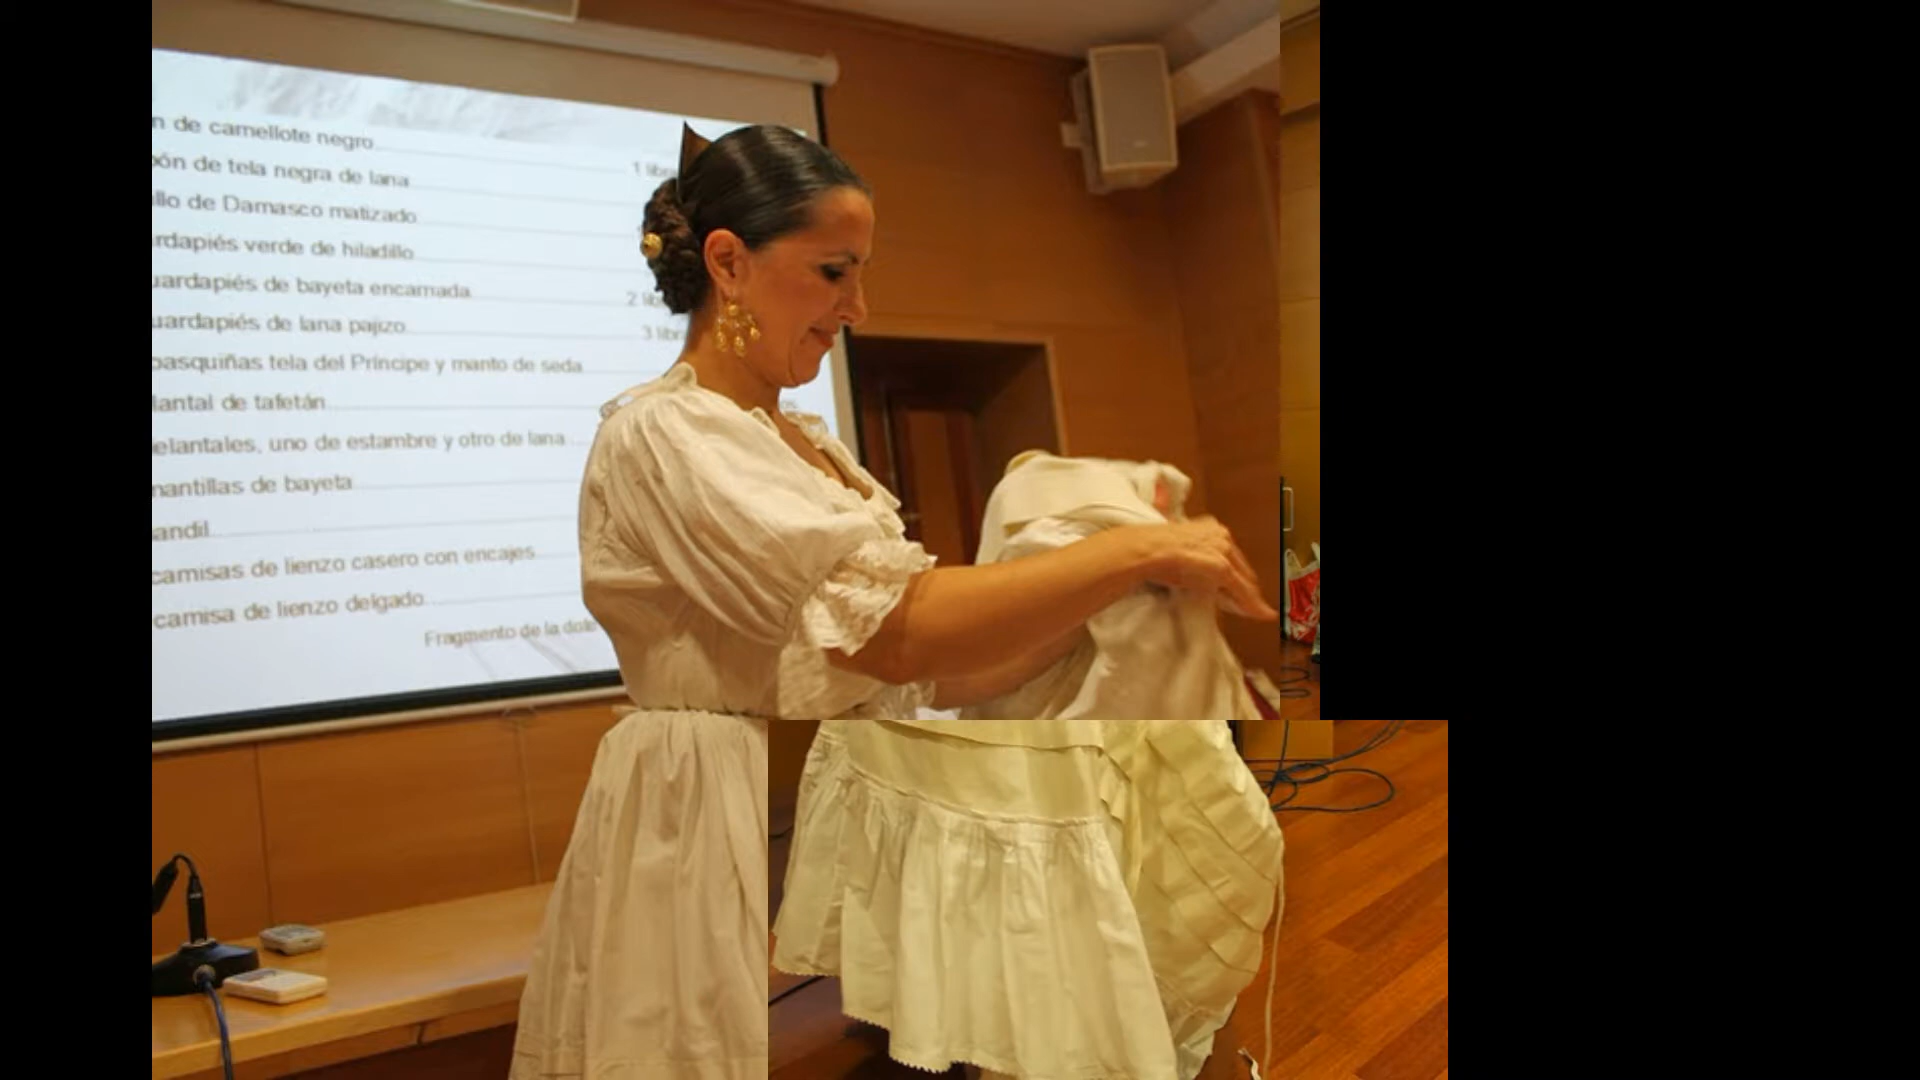 n de camellote negro
ón de tela negra de lana 1 libra
llo de Damasco matizado
rdapiés verde de hiladillo
uardapiés de bayeta encarnada 2 lib
uardapiés de lana pajizo 3 libr
basquiñas tela del Príncipe y manto de seda
lantal de tafetán os.
elantales, uno de estambre y otro de lana
mantillas de bayeta
andil
camisas de lienzo casero con encajes
camisa de lienzo delgado
Fragmento de la dote